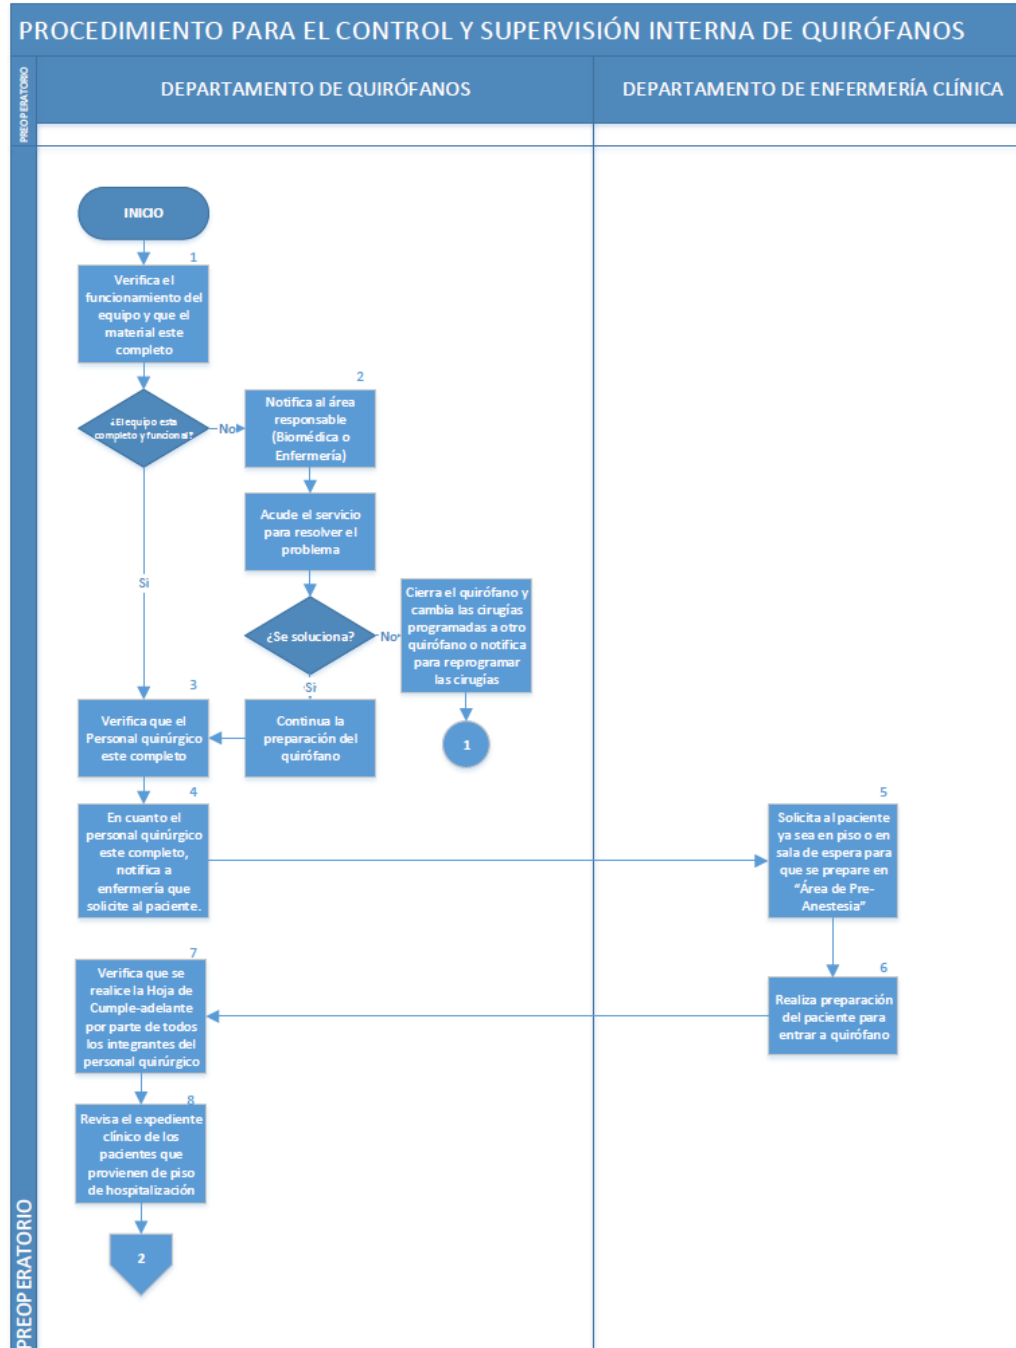 PROCEDIMIENTO PARA EL CONTROL Y SUPERVISIÓN INTERNA DE QUIRÓFANOS
PREOPERATORIO
DEPARTAMENTO DE QUIRÓFANOS
DEPARTAMENTO DE ENFERMERÍA CLÍNICA
INICIO
1
Verifica el
funcionamiento del
equipo y que el
material este
completo
¿El equipo esta
completo y funcional?
No
2
Notifica al área
responsable
(Biomédica o
Enfermería)
Acude el servicio
para resolver el
problema
Si
¿Se soluciona?
No
Cierra el quirófano y
cambia las cirugías
programadas a otro
quirófano o notifica
para reprogramar
las cirugías
1
Si
Continua la
preparación del
quirófano
3
Verifica que el
Personal quirúrgico
este completo
4
En cuanto el
personal quirúrgico
este completo,
notifica a
enfermería que
solicite al paciente.
5
Solicita al paciente
ya sea en piso o en
sala de espera para
que se prepare en
“Área de Pre-
Anestesia”
6
Realiza preparación
del paciente para
entrar a quirófano
7
Verifica que se
realice la Hoja de
Cumple-adelante
por parte de todos
los integrantes del
personal quirúrgico
8
Revisa el expediente
clínico de los
pacientes que
provienen de piso
de hospitalización
2
PREOPERATORIO